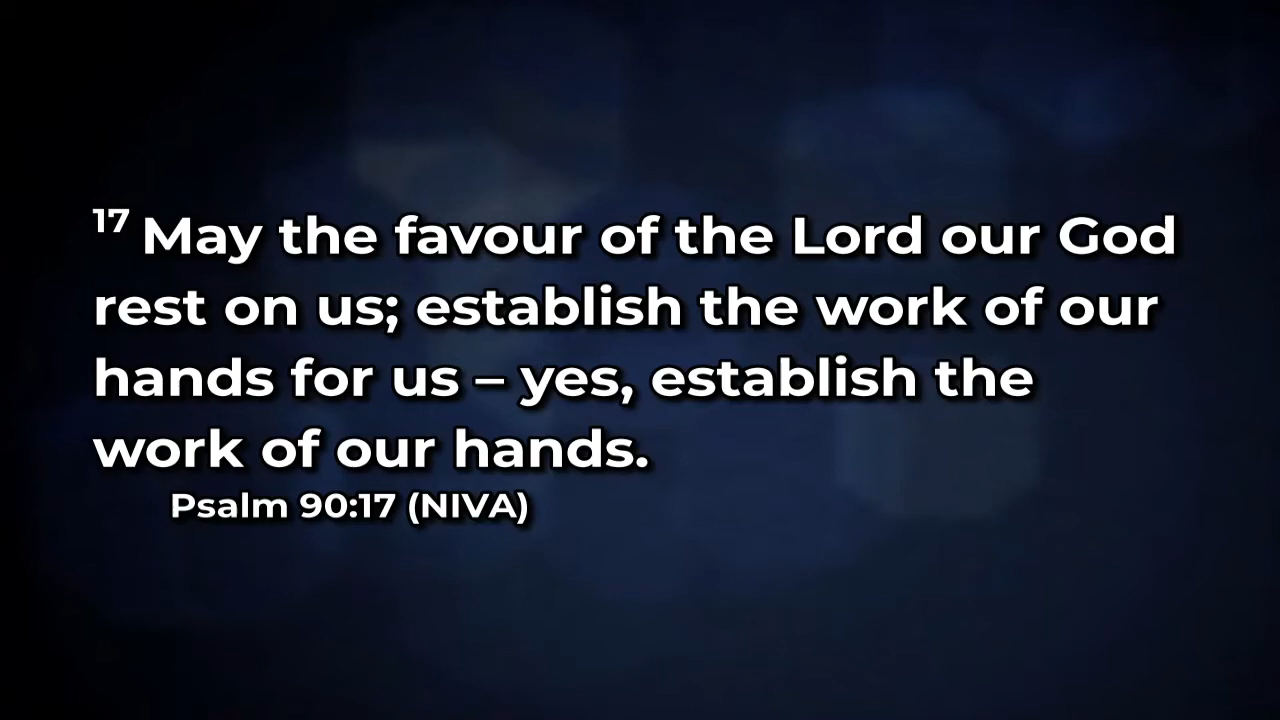 17 May the favour of the Lord our God
rest on us; establish the work of our
hands for us – yes, establish the
work of our hands.
Psalm 90:17 (NIVA)